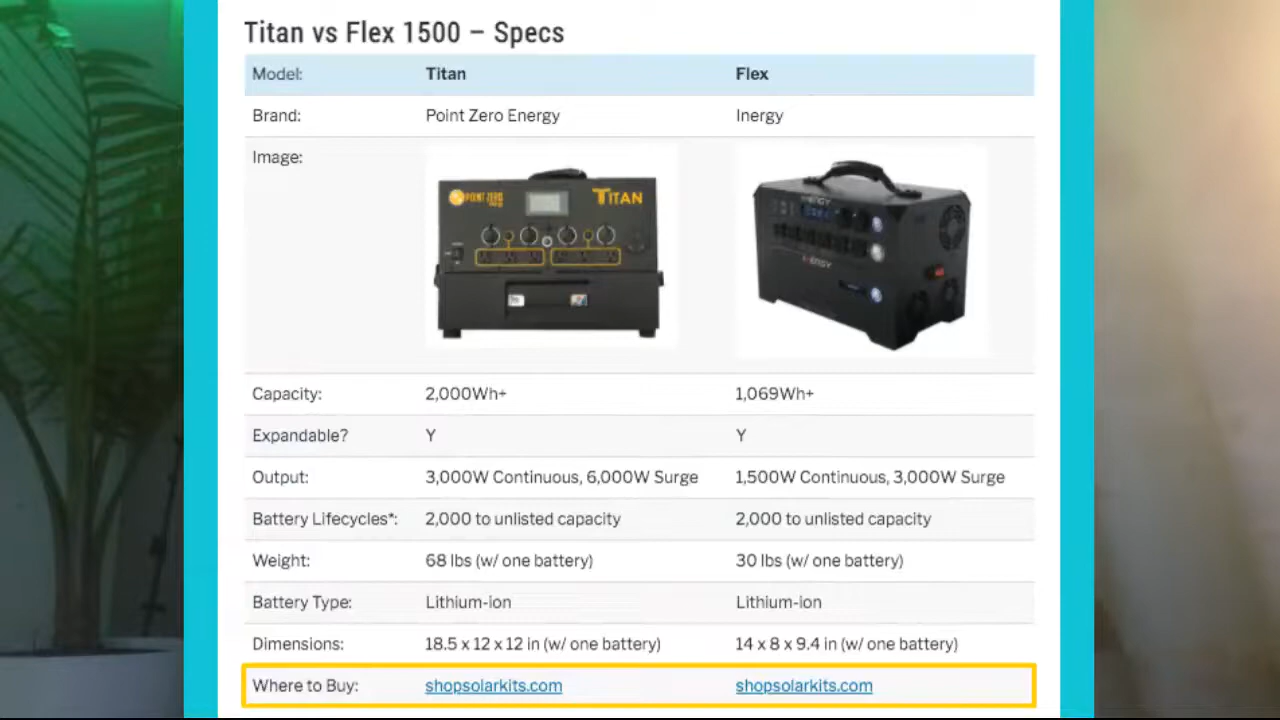 Titan vs Flex 1500 – Specs
Model: Titan Flex
Brand: Point Zero Energy Inergy
Image:
POINT ZERO TITAN
INERGY
Capacity: 2,000Wh+ 1,069Wh+
Expandable? Y Y
Output: 3,000W Continuous, 6,000W Surge 1,500W Continuous, 3,000W Surge
Battery Lifecycles*: 2,000 to unlisted capacity 2,000 to unlisted capacity
Weight: 68 lbs (w/ one battery) 30 lbs (w/ one battery)
Battery Type: Lithium-ion Lithium-ion
Dimensions: 18.5 x 12 x 12 in (w/ one battery) 14 x 8 x 9.4 in (w/ one battery)
Where to Buy: shopsolarkits.com shopsolarkits.com